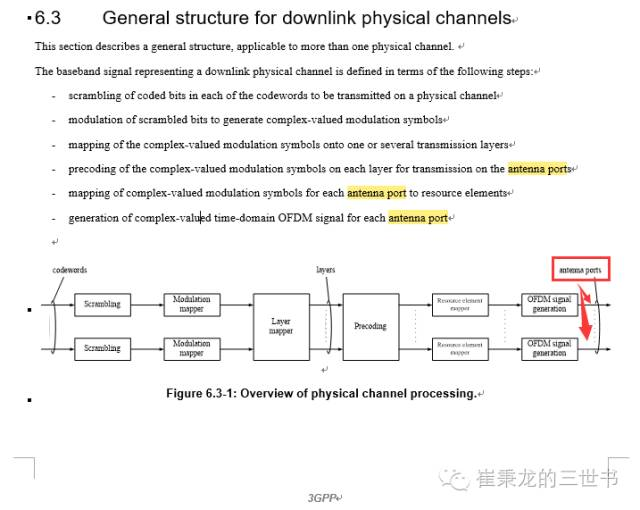 6.3 General structure for downlink physical channels
This section describes a general structure, applicable to more than one physical channel.
The baseband signal representing a downlink physical channel is defined in terms of the following steps:
- scrambling of coded bits in each of the codewords to be transmitted on a physical channel
- modulation of scrambled bits to generate complex-valued modulation symbols
- mapping of the complex-valued modulation symbols onto one or several transmission layers
- precoding of the complex-valued modulation symbols on each layer for transmission on the antenna ports
- mapping of complex-valued modulation symbols for each antenna port to resource elements
- generation of complex-valued time-domain OFDM signal for each antenna port
codewords
layers
antenna ports
Scrambling
Modulation
mapper
Layer
mapper
Precoding
Resource element
mapper
OFDM signal
generation
Scrambling
Modulation
mapper
Resource element
mapper
OFDM signal
generation
Figure 6.3-1: Overview of physical channel processing.
崔秉龙的三世书
3GPP